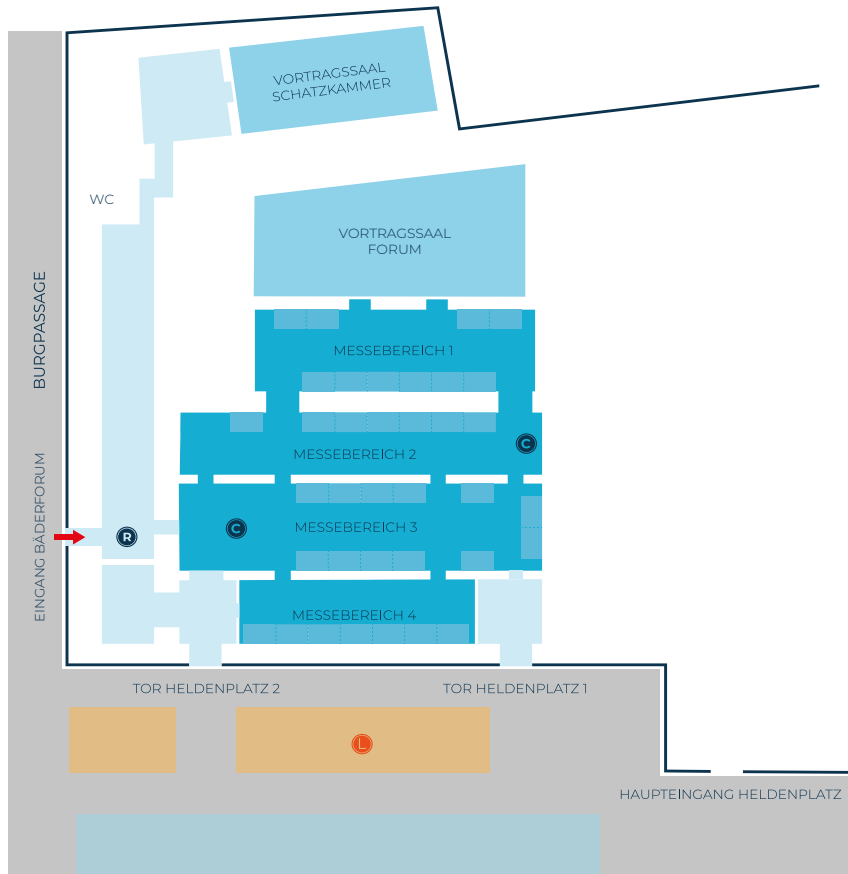 VORTRAGSSAAL
SCHATZKAMMER
WC
VORTRAGSSAAL
FORUM
BURGPASSAGE
MESSEBEREICH 1
C
MESSEBEREICH 2
EINGANG BÄDERFORUM
R
C
MESSEBEREICH 3
MESSEBEREICH 4
TOR HELDENPLATZ 2
TOR HELDENPLATZ 1
L
HAUPTEINGANG HELDENPLATZ